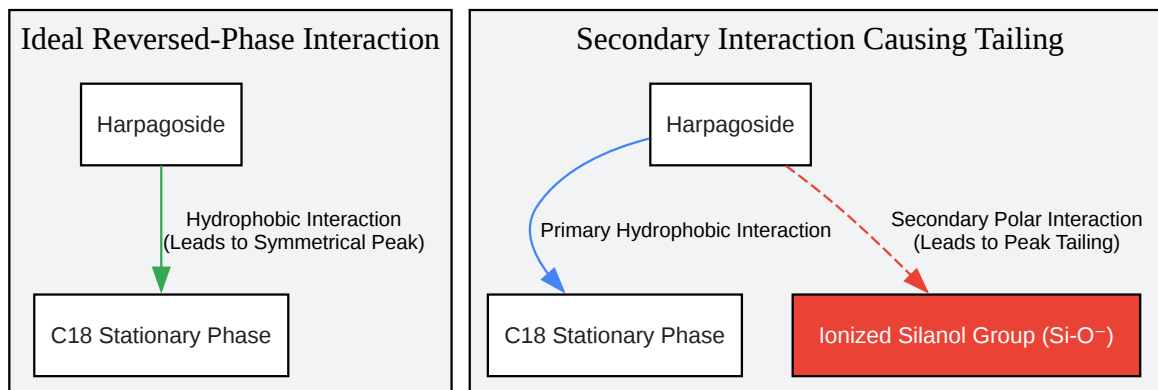 Ideal Reversed-Phase Interaction
Harpagoside
Hydrophobic Interaction
(Leads to Symmetrical Peak)
C18 Stationary Phase
Secondary Interaction Causing Tailing
Harpagoside
Primary Hydrophobic Interaction
Secondary Polar Interaction
(Leads to Peak Tailing)
C18 Stationary Phase
Ionized Silanol Group (Si-O⁻)